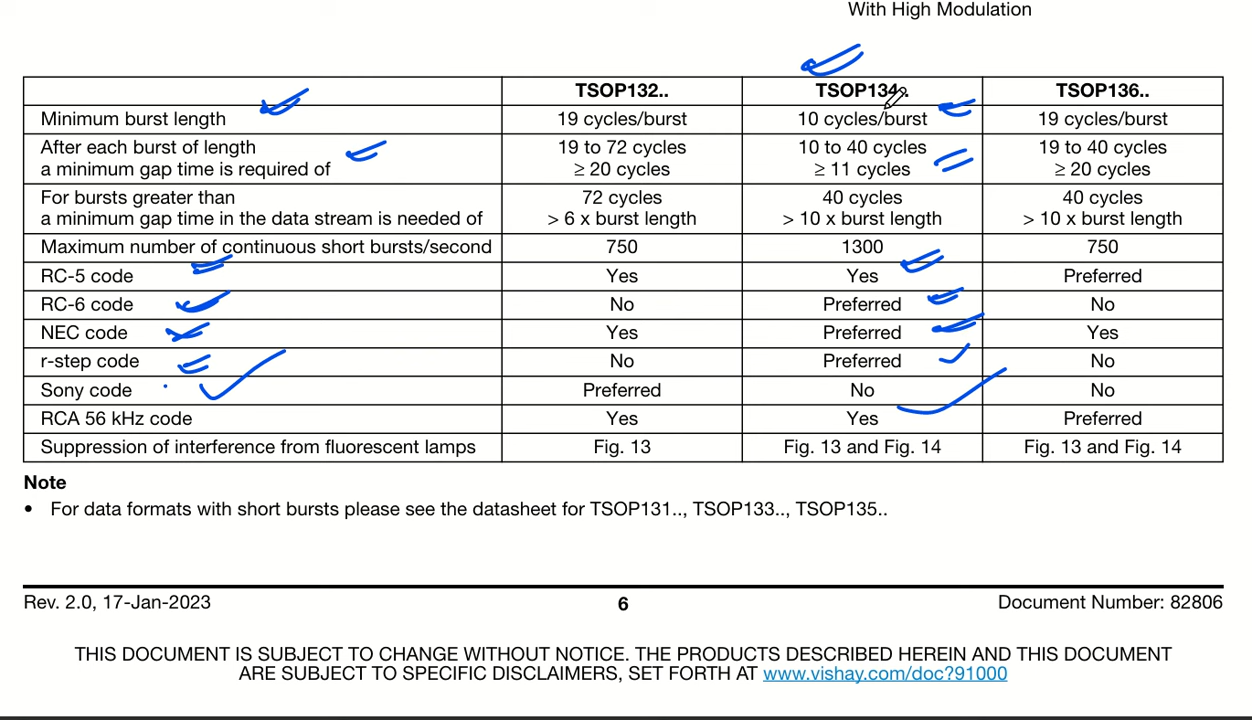 With High Modulation
TSOP132.. TSOP134.. TSOP136..
Minimum burst length 19 cycles/burst 10 cycles/burst 19 cycles/burst
After each burst of length 19 to 72 cycles 10 to 40 cycles 19 to 40 cycles
a minimum gap time is required of ≥ 20 cycles ≥ 11 cycles ≥ 20 cycles
For bursts greater than 72 cycles 40 cycles 40 cycles
a minimum gap time in the data stream is needed of > 6 x burst length > 10 x burst length > 10 x burst length
Maximum number of continuous short bursts/second 750 1300 750
RC-5 code Yes Yes Preferred
RC-6 code No Preferred No
NEC code Yes Preferred Yes
r-step code No Preferred No
Sony code Preferred No No
RCA 56 kHz code Yes Yes Preferred
Suppression of interference from fluorescent lamps Fig. 13 Fig. 13 and Fig. 14 Fig. 13 and Fig. 14
Note
• For data formats with short bursts please see the datasheet for TSOP131.., TSOP133.., TSOP135..
Rev. 2.0, 17-Jan-2023 6 Document Number: 82806
THIS DOCUMENT IS SUBJECT TO CHANGE WITHOUT NOTICE. THE PRODUCTS DESCRIBED HEREIN AND THIS DOCUMENT
ARE SUBJECT TO SPECIFIC DISCLAIMERS, SET FORTH AT www.vishay.com/doc?91000